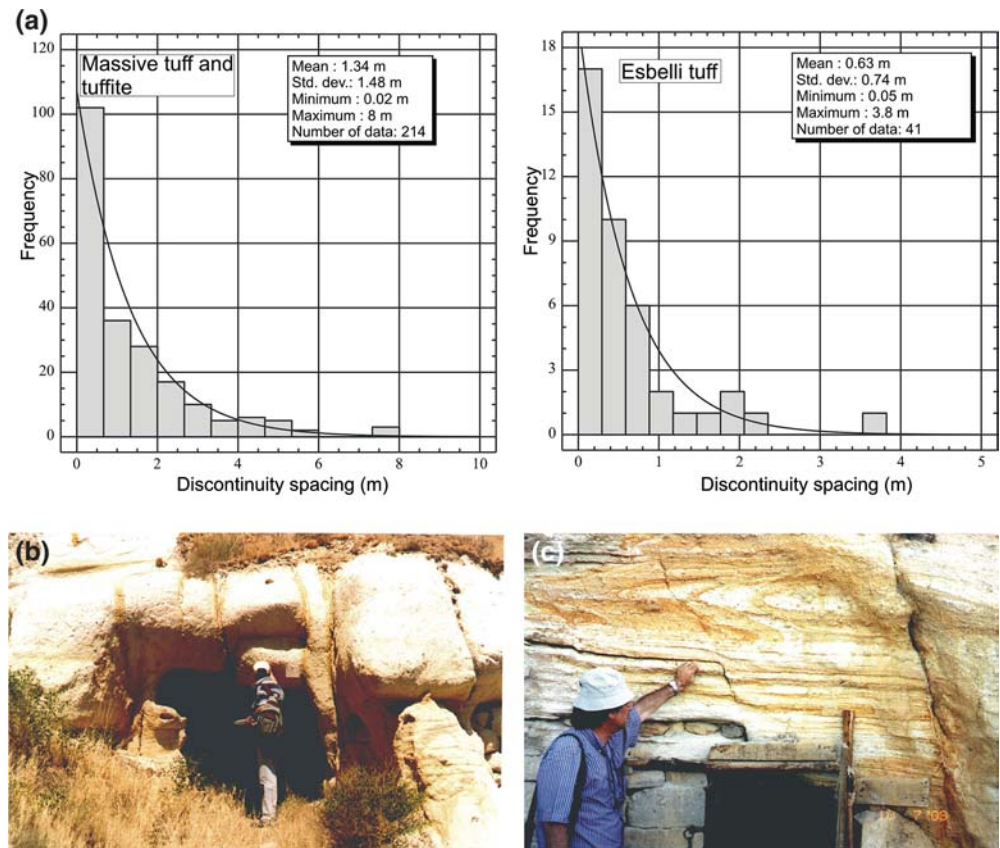 (a)
120
100
80
60
40
20
0
Frequency
Massive tuff and
tuffite
Mean : 1.34 m
Std. dev.: 1.48 m
Minimum : 0.02 m
Maximum : 8 m
Number of data: 214
0 2 4 6 8 10
Discontinuity spacing (m)
18
15
12
9
6
3
0
Frequency
Esbelli tuff
Mean : 0.63 m
Std. dev.: 0.74 m
Minimum : 0.05 m
Maximum : 3.8 m
Number of data: 41
0 1 2 3 4 5
Discontinuity spacing (m)
(b)
(c)